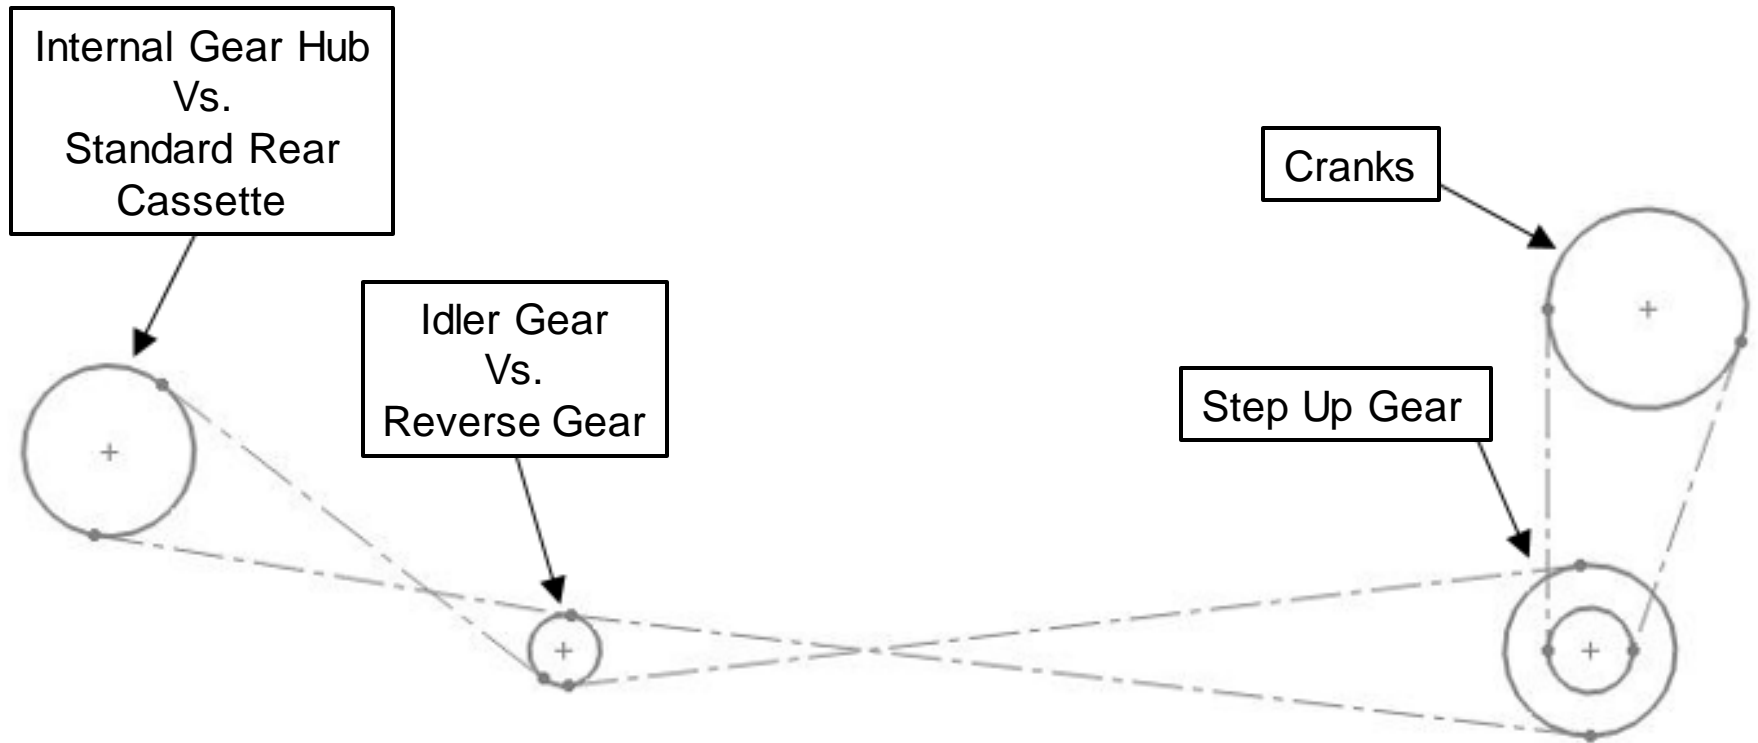 Internal Gear Hub
Vs.
Standard Rear
Cassette
Idler Gear
Vs.
Reverse Gear
Cranks
Step Up Gear